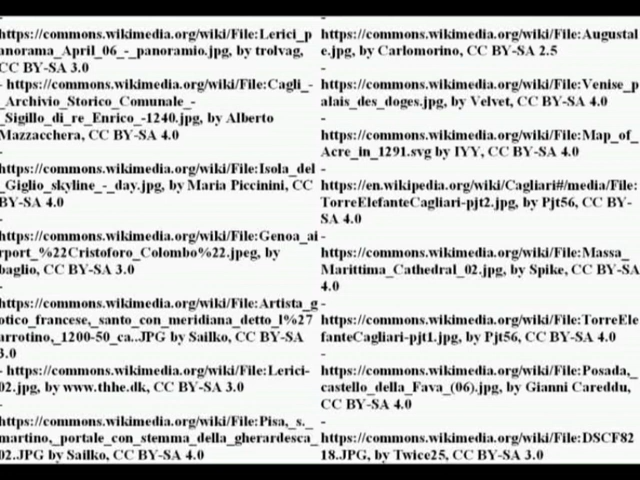 https://commons.wikimedia.org/wiki/File:Lerici_p
anorama_April_06_-_panoramio.jpg, by trolvag,
CC BY-SA 3.0
- https://commons.wikimedia.org/wiki/File:Cagli_-
_Archivio_Storico_Comunale_-
_Sigillo_di_re_Enrico_-1240.jpg, by Alberto
Mazzacchera, CC BY-SA 4.0
-
https://commons.wikimedia.org/wiki/File:Isola_del
_Giglio_skyline_-_day.jpg, by Maria Piccinini, CC
BY-SA 4.0
-
https://commons.wikimedia.org/wiki/File:Genoa_ai
rport_%22Cristoforo_Colombo%22.jpeg, by
baglio, CC BY-SA 3.0
-
https://commons.wikimedia.org/wiki/File:Artista_g
otico_francese,_santo_con_meridiana_detto_l%27
arrotino,_1200-50_ca..JPG by Sailko, CC BY-SA
3.0
- https://commons.wikimedia.org/wiki/File:Lerici-
02.jpg, by www.thhe.dk, CC BY-SA 3.0
-
https://commons.wikimedia.org/wiki/File:Pisa,_s._
martino,_portale_con_stemma_della_gherardesca_
02.JPG by Sailko, CC BY-SA 4.0
https://commons.wikimedia.org/wiki/File:Augustal
e.jpg, by Carlomorino, CC BY-SA 2.5
-
https://commons.wikimedia.org/wiki/File:Venise_p
alais_des_doges.jpg, by Velvet, CC BY-SA 4.0
-
https://commons.wikimedia.org/wiki/File:Map_of_
Acre_in_1291.svg by IYY, CC BY-SA 4.0
-
https://en.wikipedia.org/wiki/Cagliari#/media/File:
TorreElefanteCagliari-pjt2.jpg, by Pjt56, CC BY-
SA 4.0
-
https://commons.wikimedia.org/wiki/File:Massa_
Marittima_Cathedral_02.jpg, by Spike, CC BY-SA
4.0
-
https://commons.wikimedia.org/wiki/File:TorreEle
fanteCagliari-pjt1.jpg, by Pjt56, CC BY-SA 4.0
-
https://commons.wikimedia.org/wiki/File:Posada,_
castello_della_Fava_(06).jpg, by Gianni Careddu,
CC BY-SA 4.0
-
https://commons.wikimedia.org/wiki/File:DSCF82
18.JPG, by Twice25, CC BY-SA 3.0